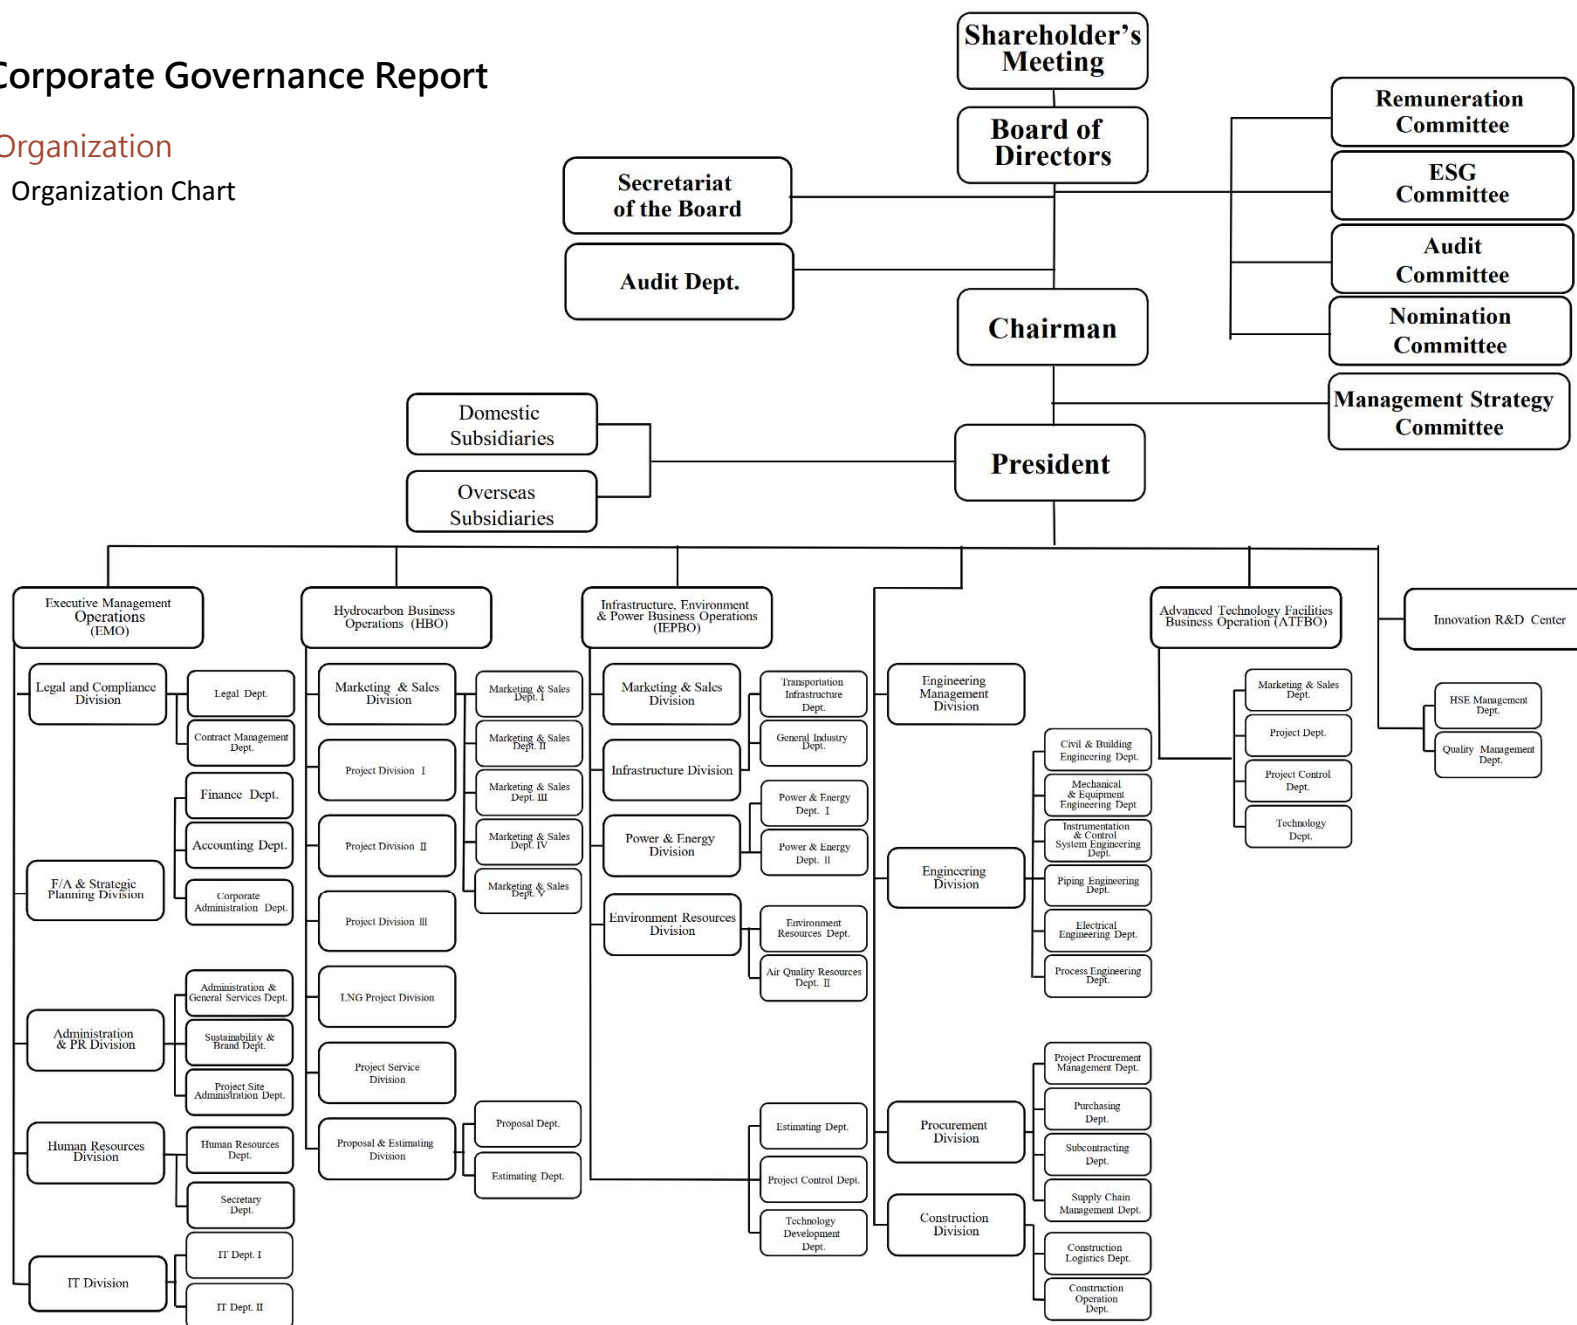 Corporate Governance Report
Organization
Organization Chart
Shareholder's
Meeting
Board of
Directors
Secretariat
of the Board
Audit Dept.
Remuneration
Committee
ESG
Committee
Audit
Committee
Nomination
Committee
Chairman
Management Strategy
Committee
Domestic
Subsidiaries
President
Overseas
Subsidiaries
Executive Management
Operations
(EMO)
Hydrocarbon Business
Operations (HBO)
Infrastructure, Environment
& Power Business Operations
(IEPBO)
Advanced Technology Facilities
Business Operation (ATFBO)
Innovation R&D Center
Legal and Compliance
Division
Legal Dept.
Contract Management
Dept.
F/A & Strategic
Planning Division
Finance Dept.
Accounting Dept.
Corporate
Administration Dept.
Administration
& PR Division
Administration &
General Services Dept.
Sustainability &
Brand Dept.
Project Site
Administration Dept.
Human Resources
Division
Human Resources
Dept.
Secretary
Dept.
IT Division
IT Dept. I
IT Dept. II
Marketing & Sales
Division
Marketing & Sales
Dept. I
Marketing & Sales
Dept. II
Marketing & Sales
Dept. III
Marketing & Sales
Dept. IV
Marketing & Sales
Dept. V
Project Division I
Project Division II
Project Division III
LNG Project Division
Project Service
Division
Proposal & Estimating
Division
Proposal Dept.
Estimating Dept.
Marketing & Sales
Division
Infrastructure Division
Transportation
Infrastructure
Dept.
General Industry
Dept.
Power & Energy
Division
Power & Energy
Dept. I
Power & Energy
Dept. II
Environment Resources
Division
Environment
Resources Dept.
Air Quality Resources
Dept. II
Estimating Dept.
Project Control Dept.
Technology
Development
Dept.
Engineering
Management
Division
Engineering
Division
Civil & Building
Engineering Dept.
Mechanical
& Equipment
Engineering Dept
Instrumentation
& Control
System Engineering
Dept.
Piping Engineering
Dept.
Electrical
Engineering Dept.
Process Engineering
Dept.
Procurement
Division
Project Procurement
Management Dept.
Purchasing
Dept.
Subcontracting
Dept.
Supply Chain
Management Dept.
Construction
Division
Construction
Logistics Dept.
Construction
Operation
Dept.
Marketing & Sales
Dept.
Project Dept.
Project Control
Dept.
Technology
Dept.
HSE Management
Dept.
Quality Management
Dept.